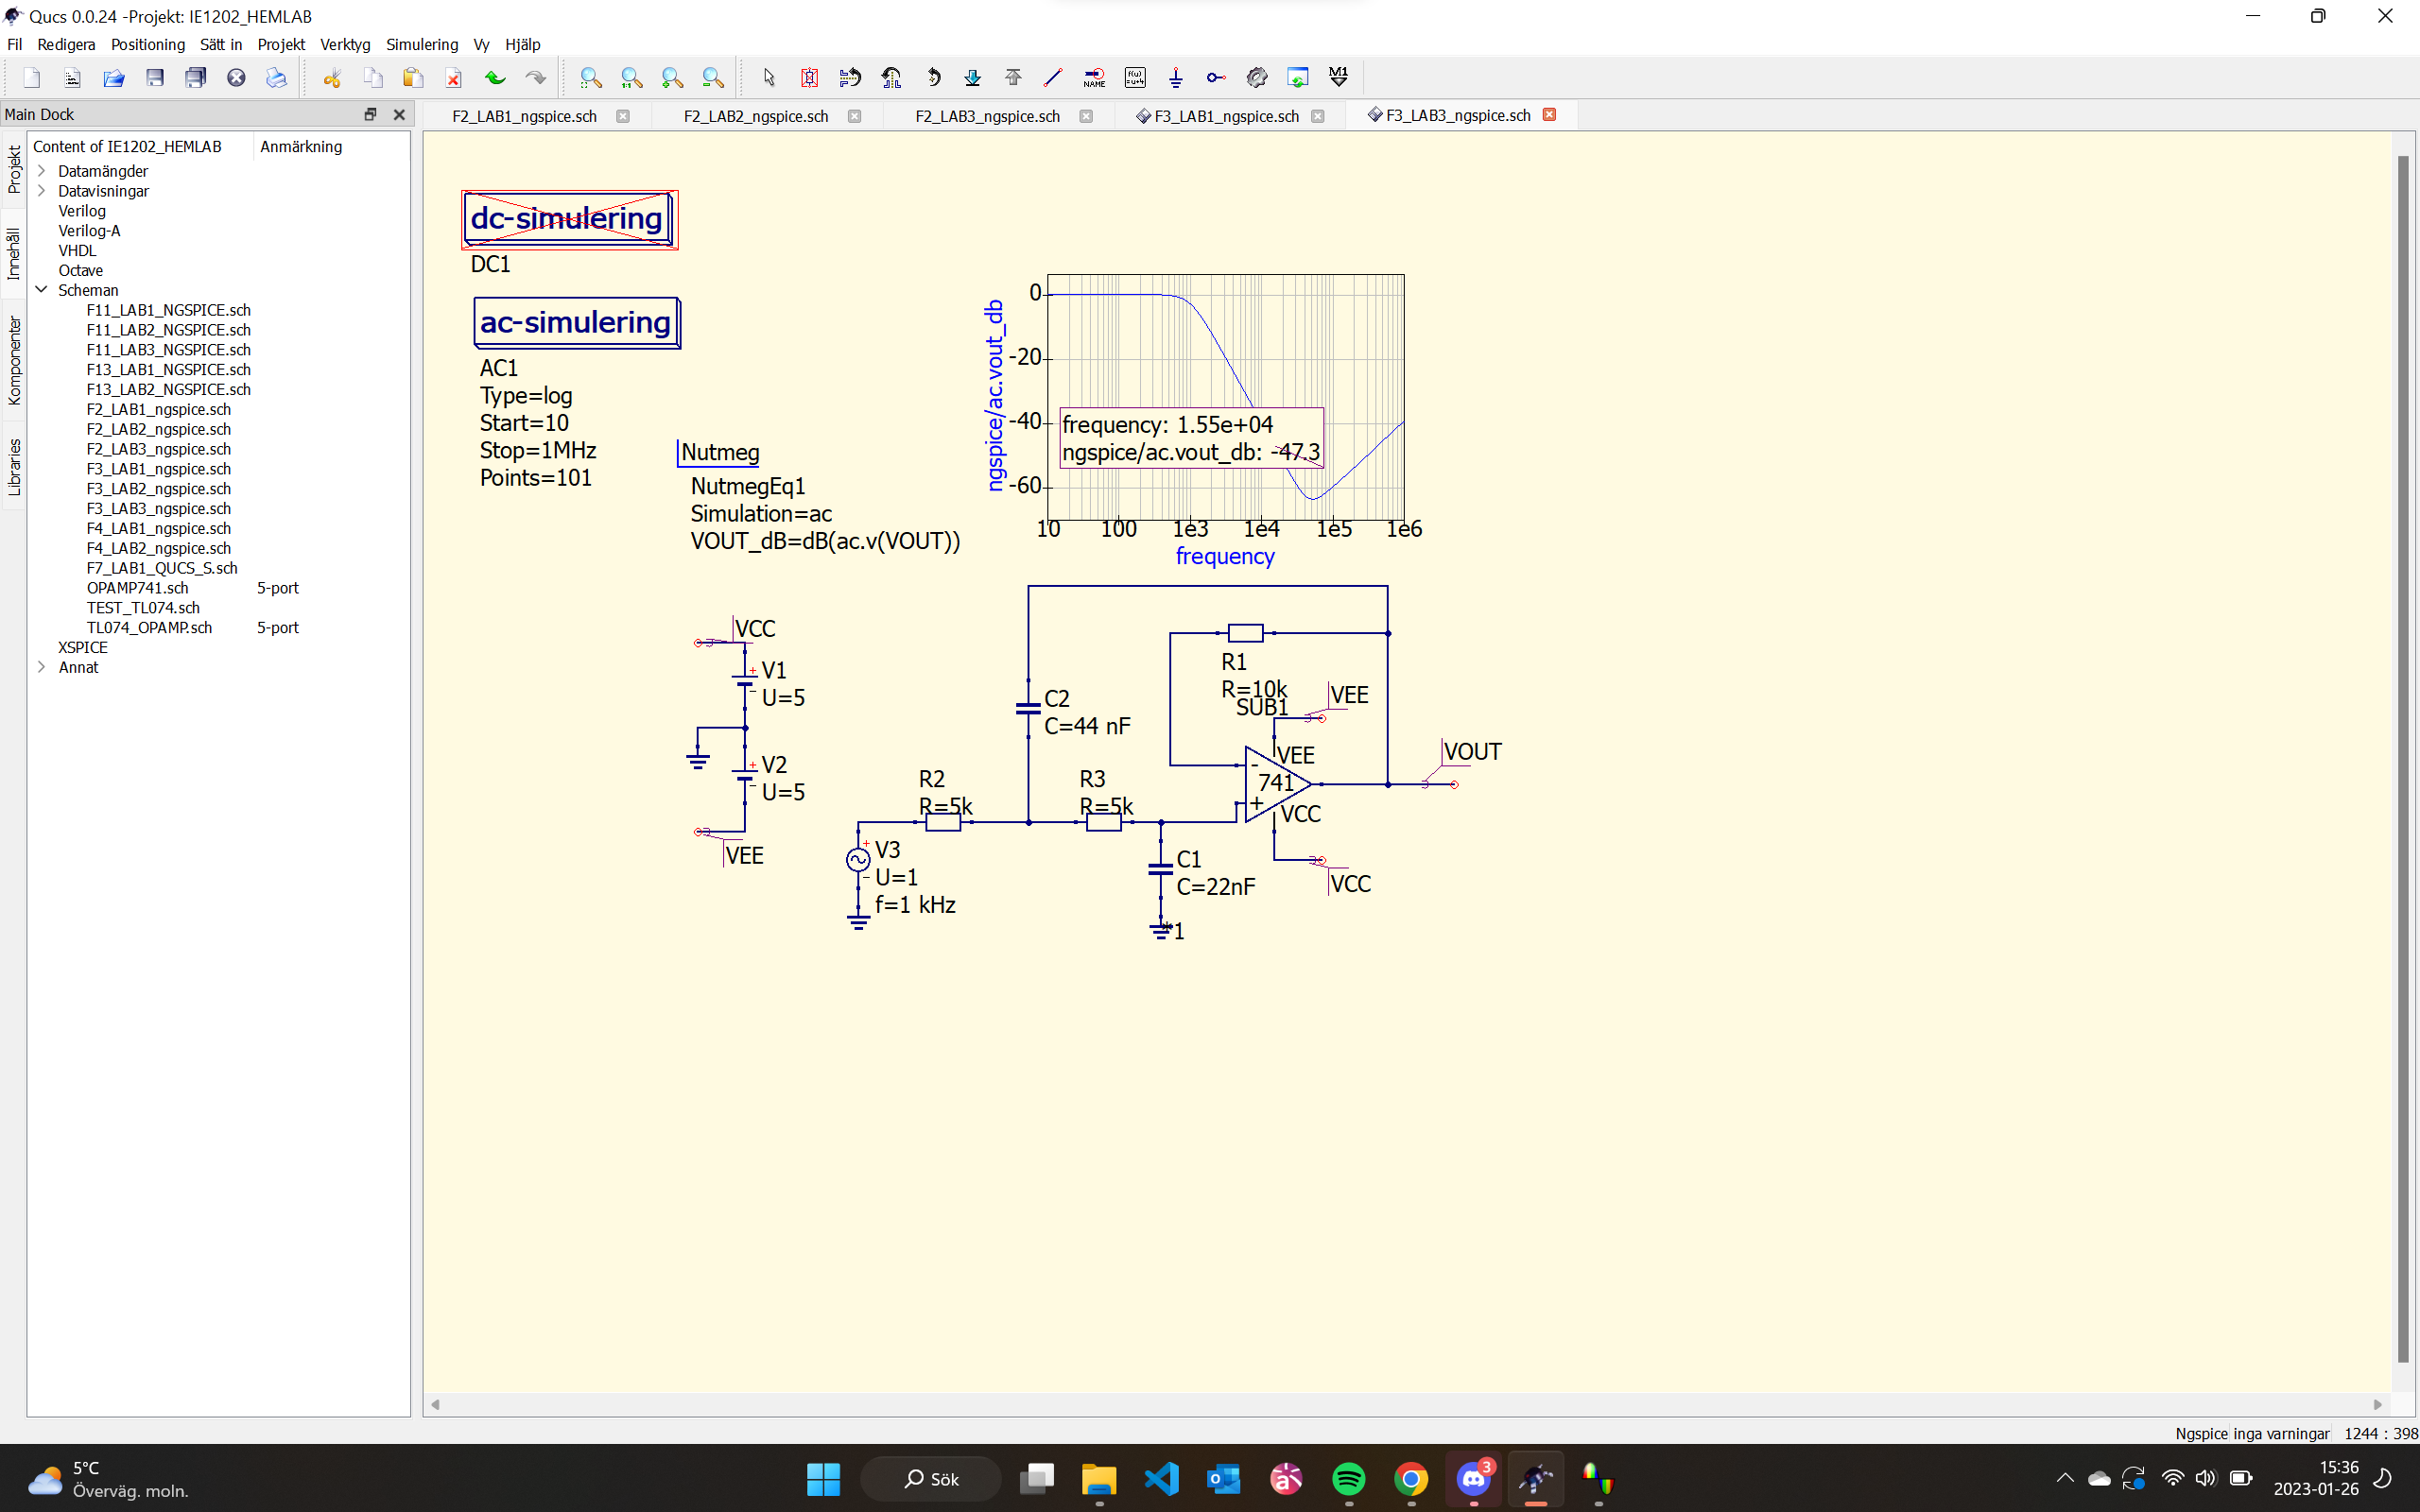 Qucs 0.0.24 -Projekt: IE1202_HEMLAB
Fil Redigera Positioning Sätt in Projekt Verktyg Simulering Vy Hjälp
NAME
M1
Main Dock
F2_LAB1_ngspice.sch
F2_LAB2_ngspice.sch
F2_LAB3_ngspice.sch
F3_LAB1_ngspice.sch
F3_LAB3_ngspice.sch
Projekt
Innehåll
Komponenter
Libraries
Content of IE1202_HEMLAB Anmärkning
Datamängder
Datavisningar
Verilog
Verilog-A
VHDL
Octave
Scheman
F11_LAB1_NGSPICE.sch
F11_LAB2_NGSPICE.sch
F11_LAB3_NGSPICE.sch
F13_LAB1_NGSPICE.sch
F13_LAB2_NGSPICE.sch
F2_LAB1_ngspice.sch
F2_LAB2_ngspice.sch
F2_LAB3_ngspice.sch
F3_LAB1_ngspice.sch
F3_LAB2_ngspice.sch
F3_LAB3_ngspice.sch
F4_LAB1_ngspice.sch
F4_LAB2_ngspice.sch
F7_LAB1_QUCS_S.sch
OPAMP741.sch 5-port
TEST_TL074.sch
TL074_OPAMP.sch 5-port
XSPICE
Annat
dc-simulering
DC1
ac-simulering
AC1
Type=log
Start=10
Stop=1MHz
Points=101
Nutmeg
NutmegEq1
Simulation=ac
VOUT_dB=dB(ac.v(VOUT))
ngspice/ac.vout_db
0
-20
-40
-60
frequency: 1.55e+04
ngspice/ac.vout_db: -47.3
10 100 1e3 1e4 1e5 1e6
frequency
VCC
V1
U=5
V2
U=5
VEE
C2
C=44 nF
R1
R=10k
SUB1
VEE
VEE
741
-
+
VCC
VCC
VOUT
R2
R=5k
R3
R=5k
V3
U=1
f=1 kHz
C1
C=22nF
*1
Ngspice inga varningar 1244 : 398
5°C
Överväg. moln.
Sök
3
15:36
2023-01-26